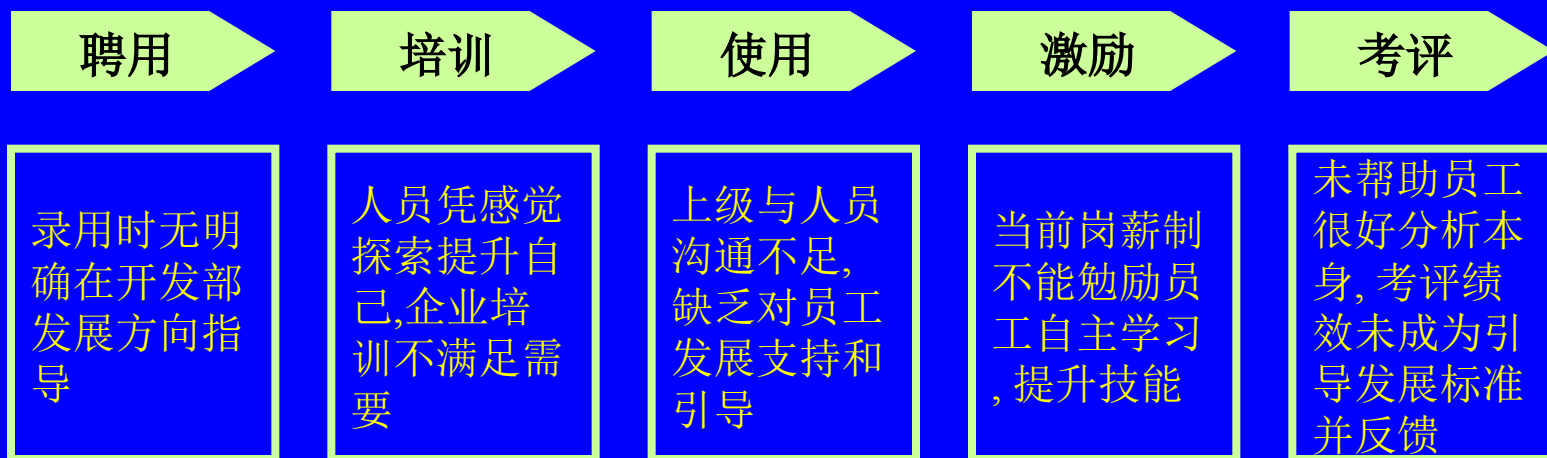 聘用
培训
使用
激励
考评
录用时无明
确在开发部
发展方向指
导
人员凭感觉
探索提升自
己,企业培
训不满足需
要
上级与人员
沟通不足,
缺乏对员工
发展支持和
引导
当前岗薪制
不能勉励员
工自主学习
, 提升技能
未帮助员工
很好分析本
身, 考评绩
效未成为引
导发展标准
并反馈